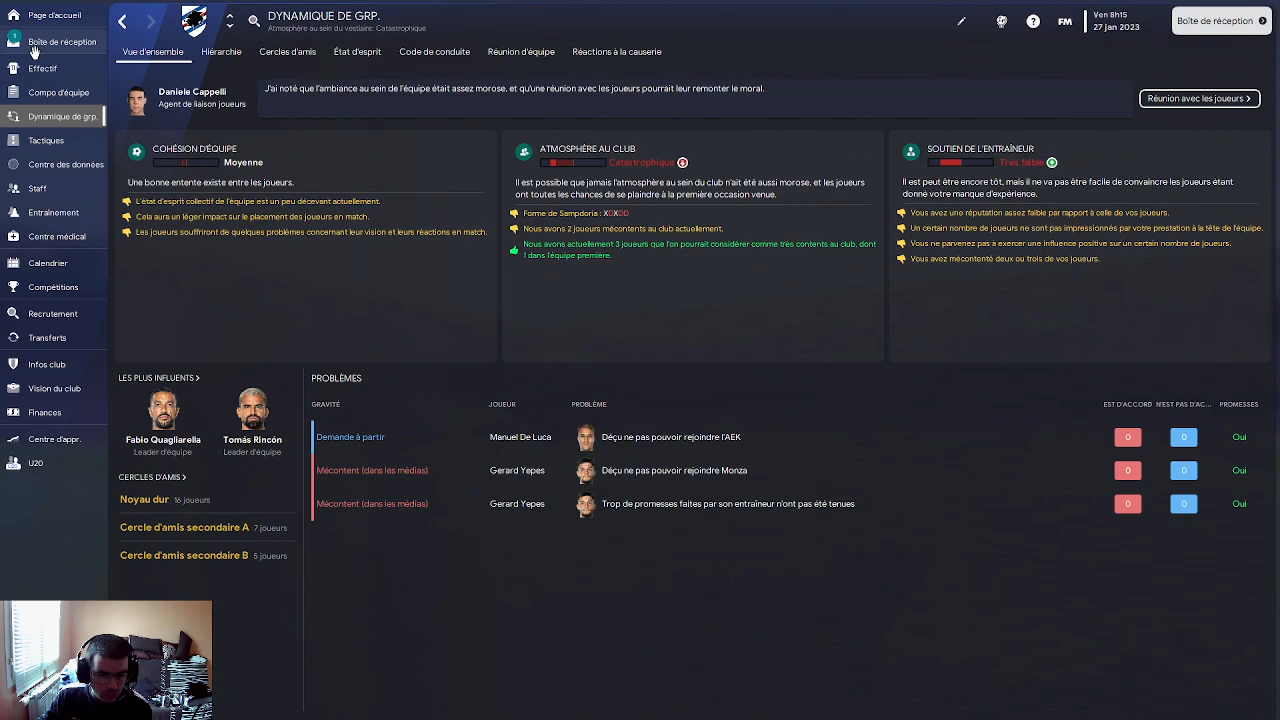 Page d'accueil
1
Boîte de réception
Effectif
Compo d'équipe
Dynamique de grp.
Tactiques
Centre des données
Staff
Entraînement
Centre médical
Calendrier
Compétitions
Recrutement
Transferts
Infos club
Vision du club
Finances
Centre d'apr.
U20
DYNAMIQUE DE GRP.
Atmosphère au sein du vestiaire: Catastrophique
FM
Ven 8h15
27 jan 2023
Boîte de réception
Vue d'ensemble
Hiérarchie
Cercles d'amis
État d'esprit
Code de conduite
Réunion d'équipe
Réactions à la causerie
Daniele Cappelli
Agent de liaison joueurs
J'ai noté que l'ambiance au sein de l'équipe était assez morose, et qu'une réunion avec les joueurs pourrait leur remonter le moral.
Réunion avec les joueurs
COHÉSION D'ÉQUIPE
Moyenne
Une bonne entente existe entre les joueurs.
L'état d'esprit collectif de l'équipe est un peu décevant actuellement.
Cela aura un léger impact sur le placement des joueurs en match.
Les joueurs souffriront de quelques problèmes concernant leur vision et leurs réactions en match.
ATMOSPHÈRE AU CLUB
Catastrophique
Il est possible que jamais l'atmosphère au sein du club n'ait été aussi morose, et les joueurs
ont toutes les chances de se plaindre à la première occasion venue.
Forme de Sampdoria : XDXDD
Nous avons 2 joueurs mécontents au club actuellement.
Nous avons actuellement 3 joueurs que l'on pourrait considérer comme très contents au club, dont
1 dans l'équipe première.
SOUTIEN DE L'ENTRAÎNEUR
Très faible
Il est peut être encore tôt, mais il ne va pas être facile de convaincre les joueurs étant
donné votre manque d'expérience.
Vous avez une réputation assez faible par rapport à celle de vos joueurs.
Un certain nombre de joueurs ne sont pas impressionnés par votre prestation à la tête de l'équipe.
Vous ne parvenez pas à exercer une influence positive sur un certain nombre de joueurs.
Vous avez mécontenté deux ou trois de vos joueurs.
LES PLUS INFLUENTS
Fabio Quagliarella
Leader d'équipe
Tomás Rincón
Leader d'équipe
CERCLES D'AMIS
Noyau dur 16 joueurs
Cercle d'amis secondaire A 7 joueurs
Cercle d'amis secondaire B 5 joueurs
PROBLÈMES
GRAVITÉ JOUEUR PROBLÈME EST D'ACCORD N'EST PAS D'AC... PROMESSES
Demande à partir Manuel De Luca Déçu ne pas pouvoir rejoindre l'AEK 0 0 Oui
Mécontent (dans les médias) Gerard Yepes Déçu ne pas pouvoir rejoindre Monza 0 0 Oui
Mécontent (dans les médias) Gerard Yepes Trop de promesses faites par son entraîneur n'ont pas été tenues 0 0 Oui